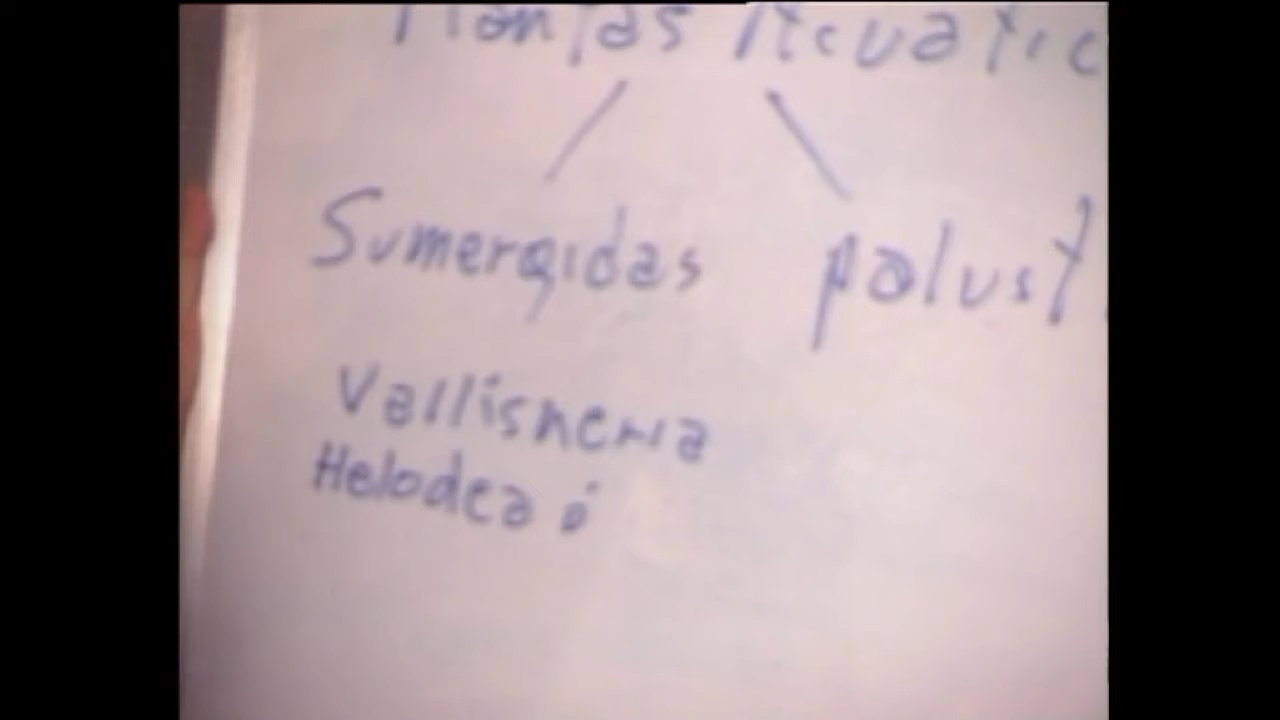 Plantas Acuatic
Sumergidas palust
Vallisneria
Helodea ó